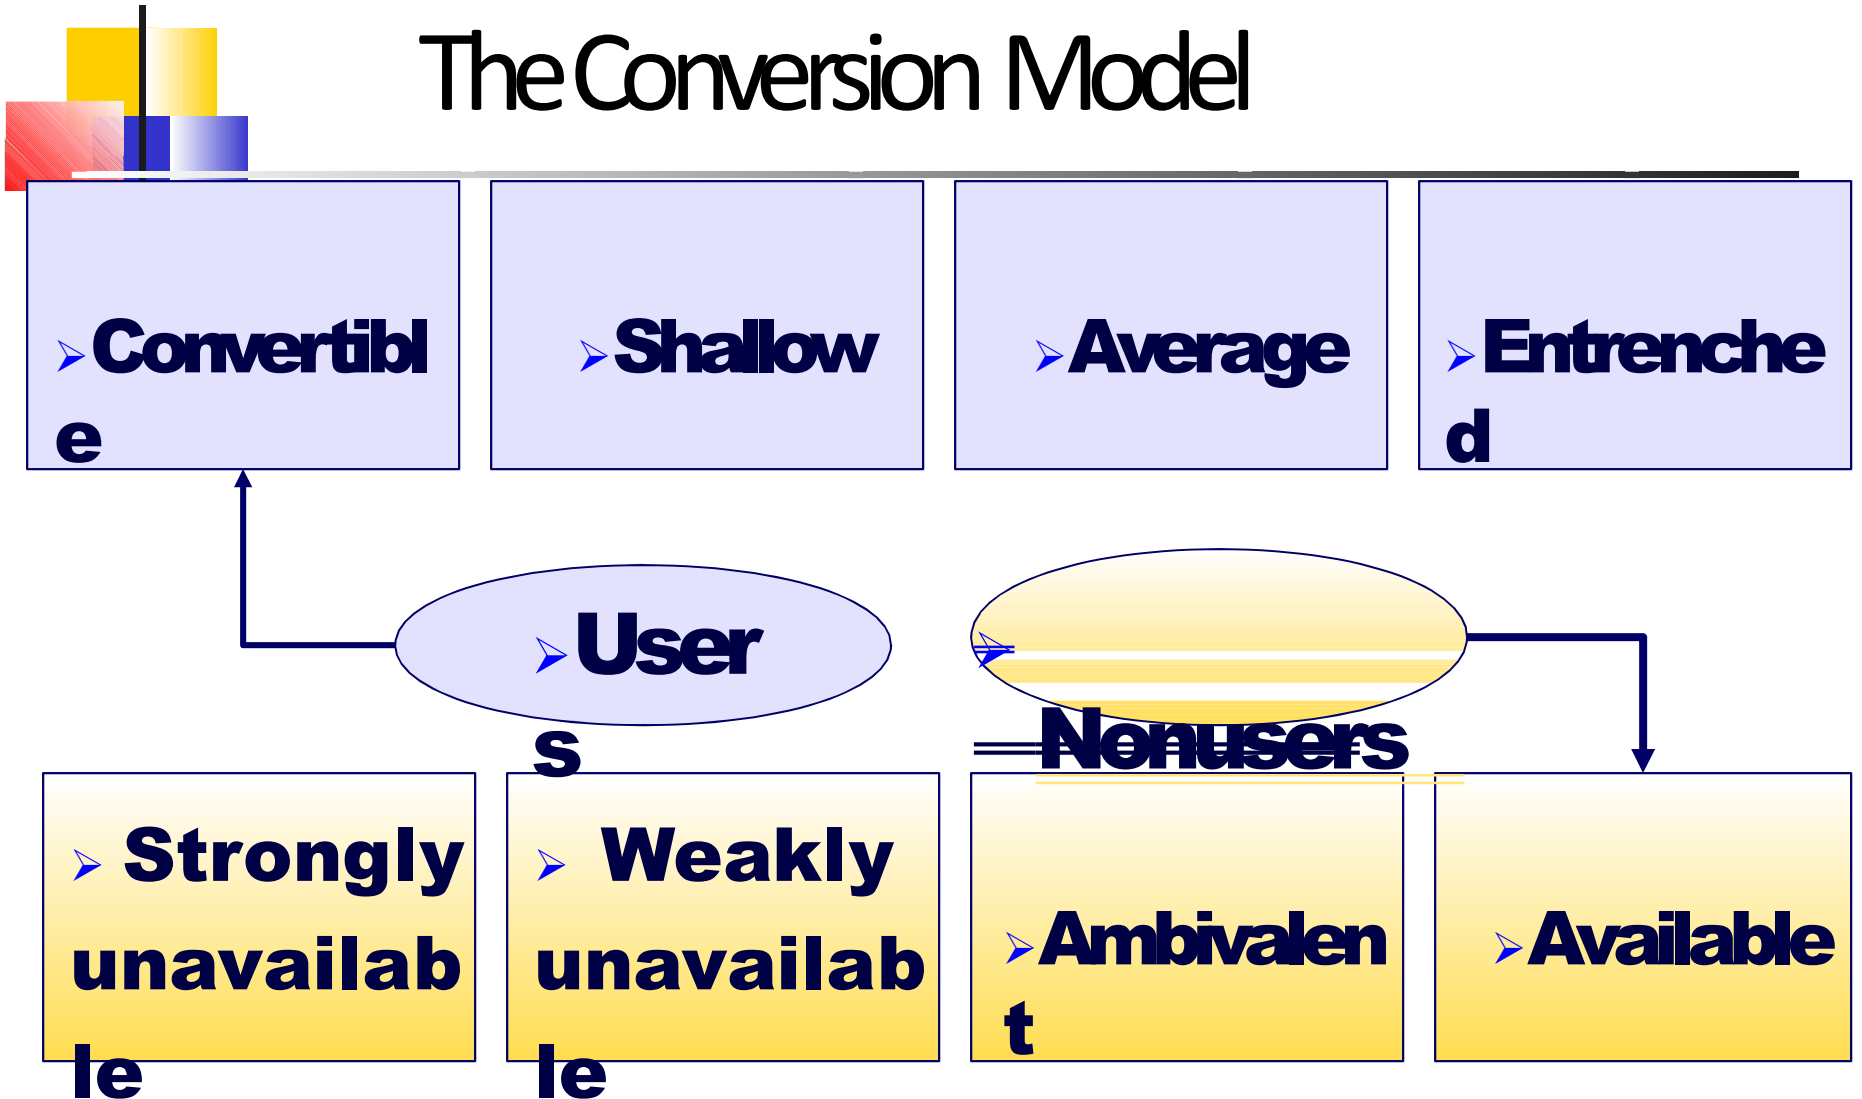 The Conversion Model
➢Convertibl
e
➢Shallow
➢Average
➢Entrenche
d
➢User
s
➢
Nonusers
➢ Strongly
unavailab
le
➢ Weakly
unavailab
le
➢Ambivalen
t
➢Available